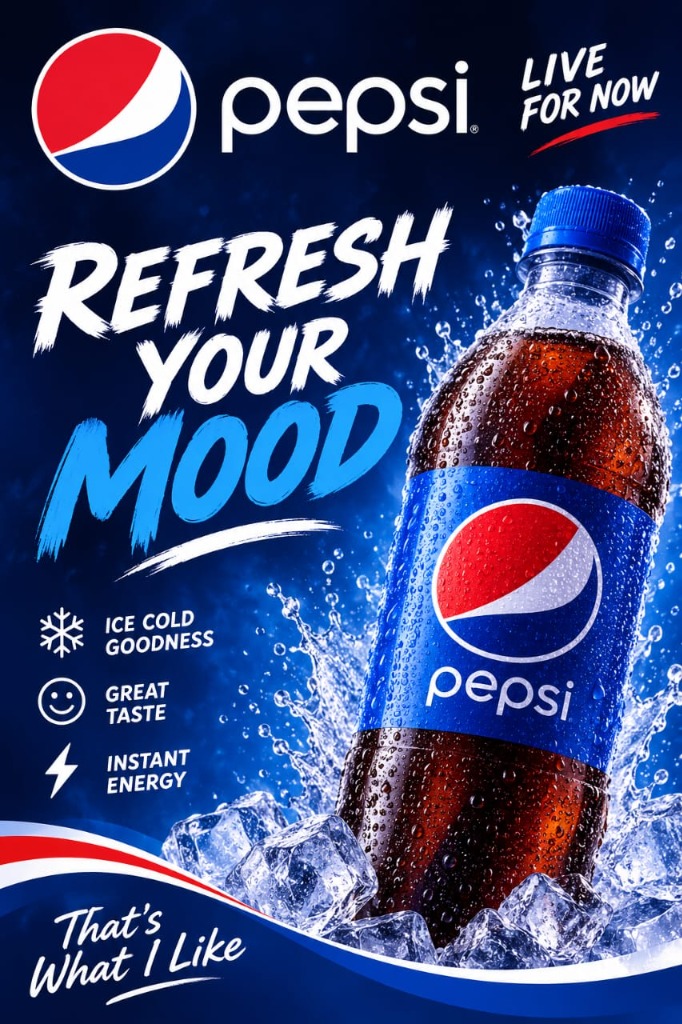 pepsi®
LIVE
FOR NOW
REFRESH
YOUR
MOOD
ICE COLD
GOODNESS
GREAT
TASTE
INSTANT
ENERGY
pepsi
That's
What I Like